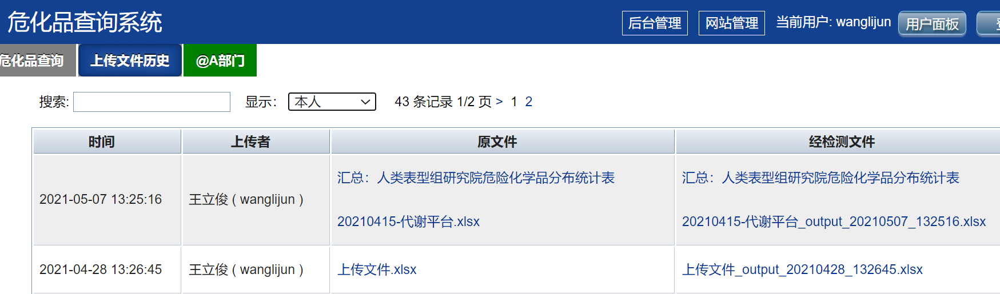 危化品查询系统
后台管理 网站管理 当前用户: wanglijun 用户面板
危化品查询 上传文件历史 @A部门
搜索: 显示： 本人 43 条记录 1/2 页 > 1 2
时间 上传者 原文件 经检测文件
2021-05-07 13:25:16 王立俊 ( wanglijun ) 汇总：人类表型组研究院危险化学品分布统计表 汇总：人类表型组研究院危险化学品分布统计表
20210415-代谢平台.xlsx 20210415-代谢平台_output_20210507_132516.xlsx
2021-04-28 13:26:45 王立俊 ( wanglijun ) 上传文件.xlsx 上传文件_output_20210428_132645.xlsx